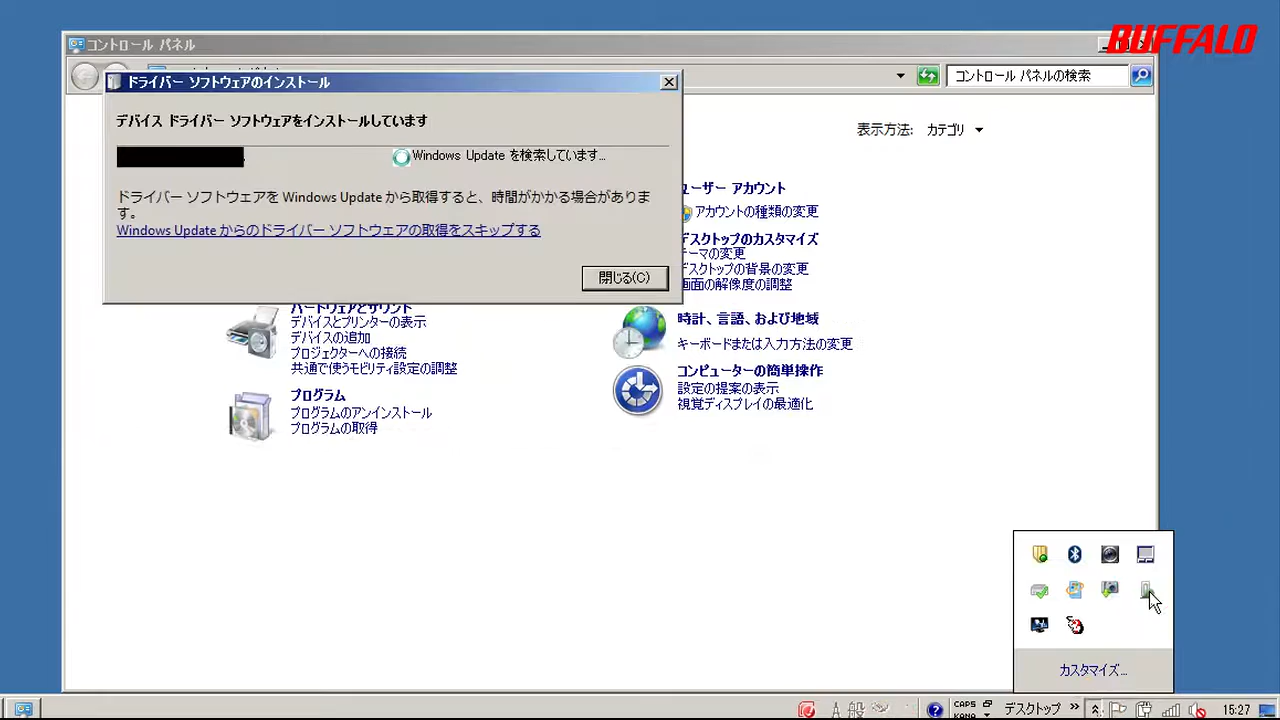 コントロール パネル
BUFFALO
ドライバー ソフトウェアのインストール
コントロール パネルの検索
デバイス ドライバー ソフトウェアをインストールしています
Windows Update を検索しています...
ドライバー ソフトウェアを Windows Update から取得すると、時間がかかる場合がありま
す。
Windows Update からのドライバー ソフトウェアの取得をスキップする
閉じる(C)
表示方法: カテゴリ
ユーザー アカウント
アカウントの種類の変更
デスクトップのカスタマイズ
テーマの変更
デスクトップの背景の変更
画面の解像度の調整
ハードウェアとサウンド
デバイスとプリンターの表示
デバイスの追加
プロジェクターへの接続
共通で使うモビリティ設定の調整
プログラム
プログラムのアンインストール
プログラムの取得
時計、言語、および地域
キーボードまたは入力方法の変更
コンピューターの簡単操作
設定の提案の表示
視覚ディスプレイの最適化
カスタマイズ...
A 般
CAPS
KANA
デスクトップ
15:27